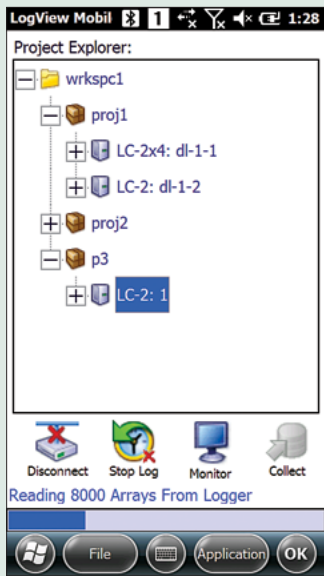 LogView Mobil 1 1:28
Project Explorer:
wrkspc1
proj1
LC-2x4: dl-1-1
LC-2: dl-1-2
proj2
p3
LC-2: 1
Disconnect Stop Log Monitor Collect
Reading 8000 Arrays From Logger
File Application OK